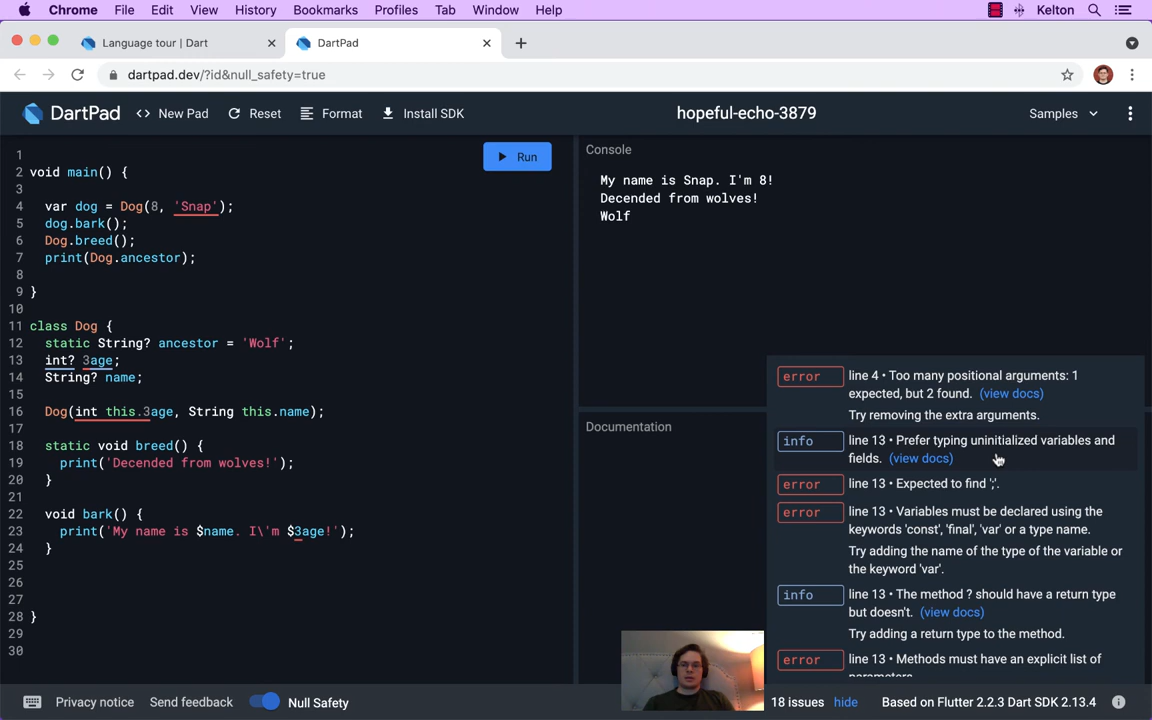 Chrome File Edit View History Bookmarks Profiles Tab Window Help Kelton
Language tour | Dart DartPad
dartpad.dev/?id&null_safety=true
DartPad <> New Pad Reset Format Install SDK hopeful-echo-3879 Samples
Run
1
2 void main() {
3
4 var dog = Dog(8, 'Snap');
5 dog.bark();
6 Dog.breed();
7 print(Dog.ancestor);
8
9 }
10
11 class Dog {
12 static String? ancestor = 'Wolf';
13 int? 3age;
14 String? name;
15
16 Dog(int this.3age, String this.name);
17
18 static void breed() {
19 print('Decended from wolves!');
20 }
21
22 void bark() {
23 print('My name is $name. I\'m $3age!');
24 }
25
26
27
28 }
29
30
Console
My name is Snap. I'm 8!
Decended from wolves!
Wolf
Documentation
error line 4 • Too many positional arguments: 1
expected, but 2 found. (view docs)
Try removing the extra arguments.
info line 13 • Prefer typing uninitialized variables and
fields. (view docs)
error line 13 • Expected to find ';'.
error line 13 • Variables must be declared using the
keywords 'const', 'final', 'var' or a type name.
Try adding the name of the type of the variable or
the keyword 'var'.
info line 13 • The method ? should have a return type
but doesn't. (view docs)
Try adding a return type to the method.
error line 13 • Methods must have an explicit list of
parameters.
Privacy notice Send feedback Null Safety 18 issues hide Based on Flutter 2.2.3 Dart SDK 2.13.4